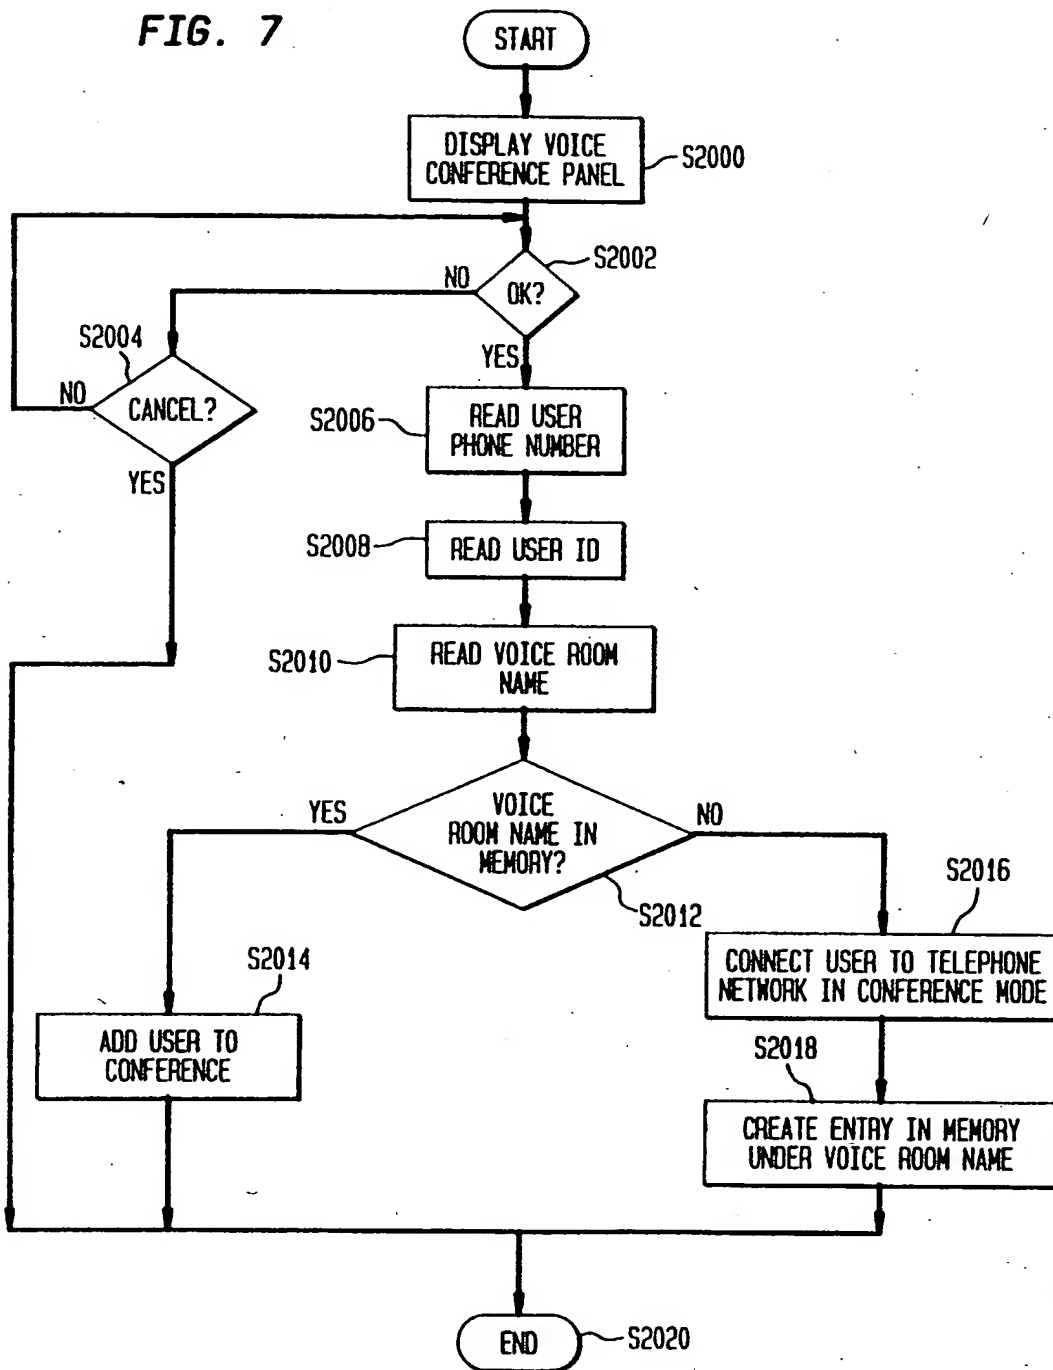 FIG. 7
START
DISPLAY VOICE
CONFERENCE PANEL
S2000
S2002
NO
OK?
S2004
YES
NO
CANCEL?
S2006
READ USER
PHONE NUMBER
YES
S2008
READ USER ID
S2010
READ VOICE ROOM
NAME
YES
VOICE
ROOM NAME IN
MEMORY?
NO
S2012
S2016
S2014
CONNECT USER TO TELEPHONE
NETWORK IN CONFERENCE MODE
ADD USER TO
CONFERENCE
S2018
CREATE ENTRY IN MEMORY
UNDER VOICE ROOM NAME
END
S2020